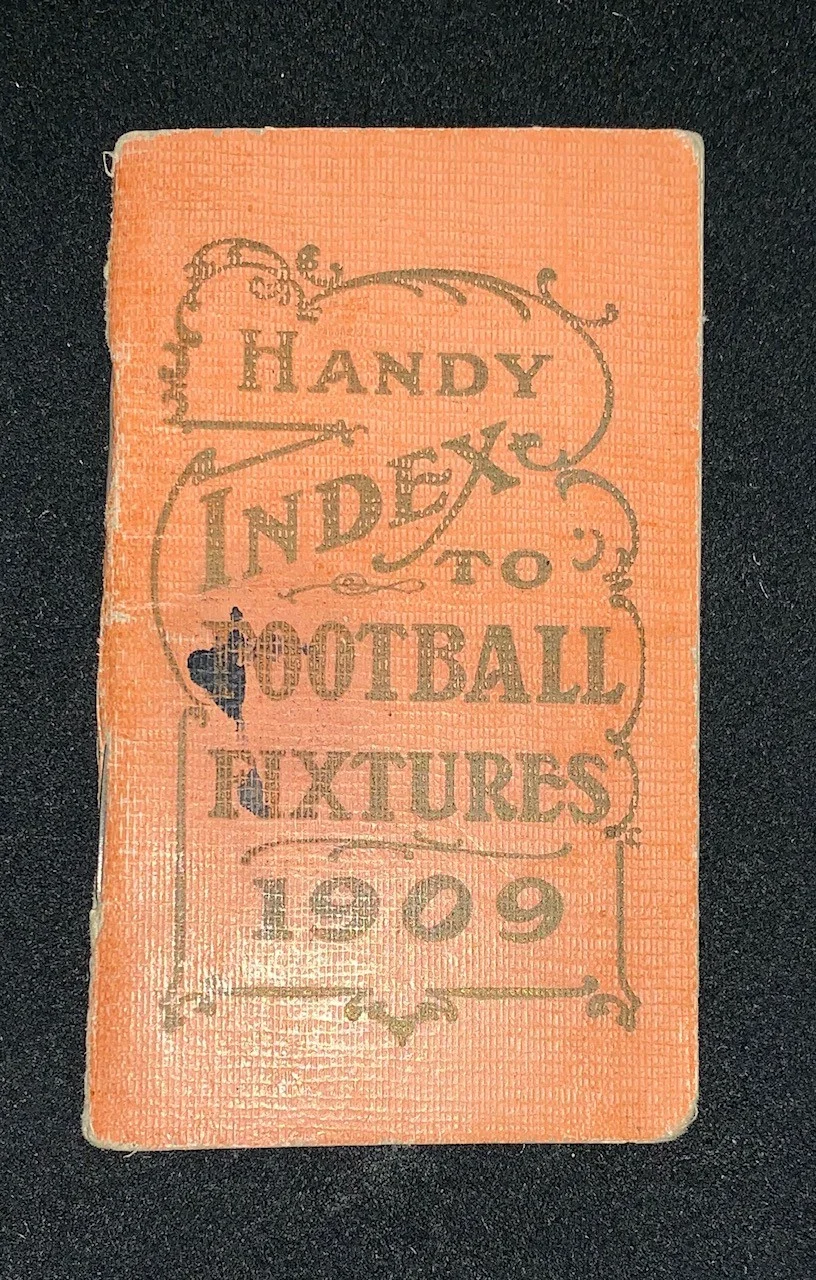 HANDY
INDEX
TO
FOOTBALL
FIXTURES
1909